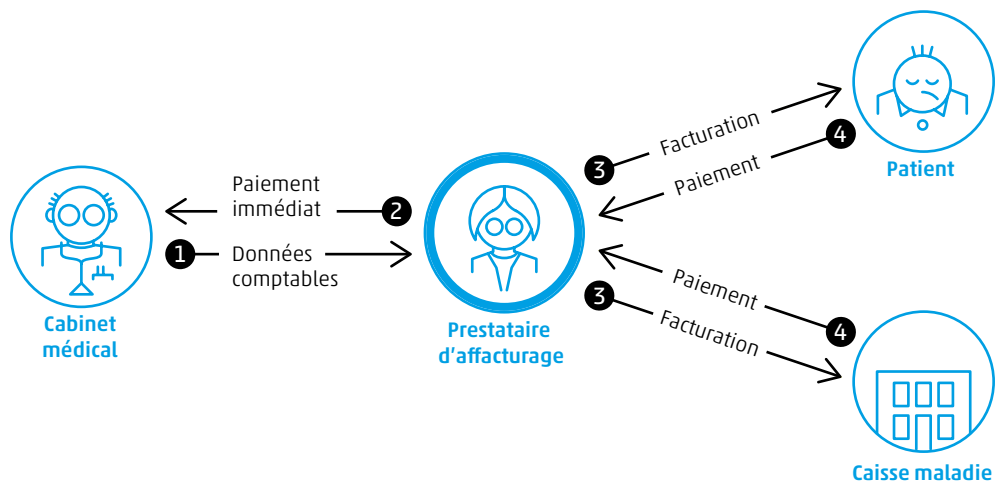 Paiement
immédiat
2
1
Données
comptables
Cabinet
médical
Prestataire
d'affacturage
3
Facturation
4
Paiement
Patient
Paiement
4
3
Facturation
Caisse maladie